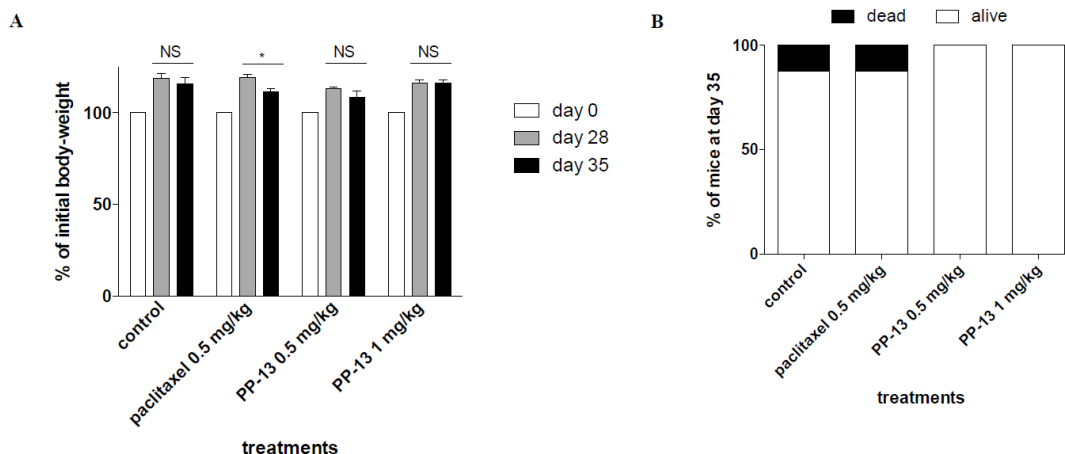 A
% of initial body-weight
100
50
0
NS
*
NS
NS
control
paclitaxel 0.5 mg/kg
PP-13 0.5 mg/kg
PP-13 1 mg/kg
treatments
day 0
day 28
day 35
B
dead
alive
% of mice at day 35
100
50
0
control
paclitaxel 0.5 mg/kg
PP-13 0.5 mg/kg
PP-13 1 mg/kg
treatments